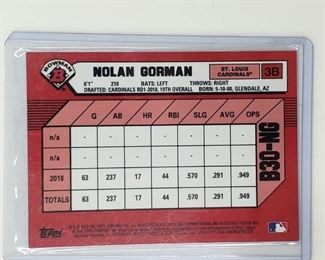 BOWMAN
B
NOLAN GORMAN
ST. LOUIS
CARDINALS®
3B
6'1" 210 BATS: LEFT THROWS: RIGHT
DRAFTED: CARDINALS RD1-2018, 19TH OVERALL BORN: 5-10-00, GLENDALE, AZ
G AB HR RBI SLG AVG OPS
n/a - - - - - - -
n/a - - - - - - -
2018 63 237 17 44 .570 .291 .949
TOTALS 63 237 17 44 .570 .291 .949
B30-NG
Topps